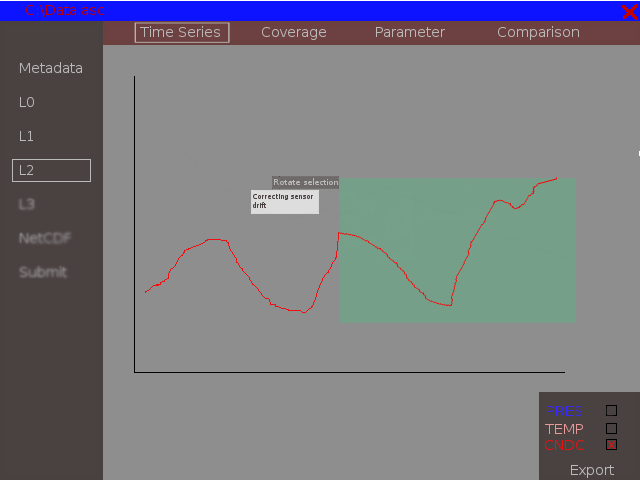 C:\Data.asc
Time Series Coverage Parameter Comparison
Metadata
L0
L1
L2
L3
NetCDF
Submit
Rotate selection
Correcting sensor
drift
PRES
TEMP
CNDC
Export